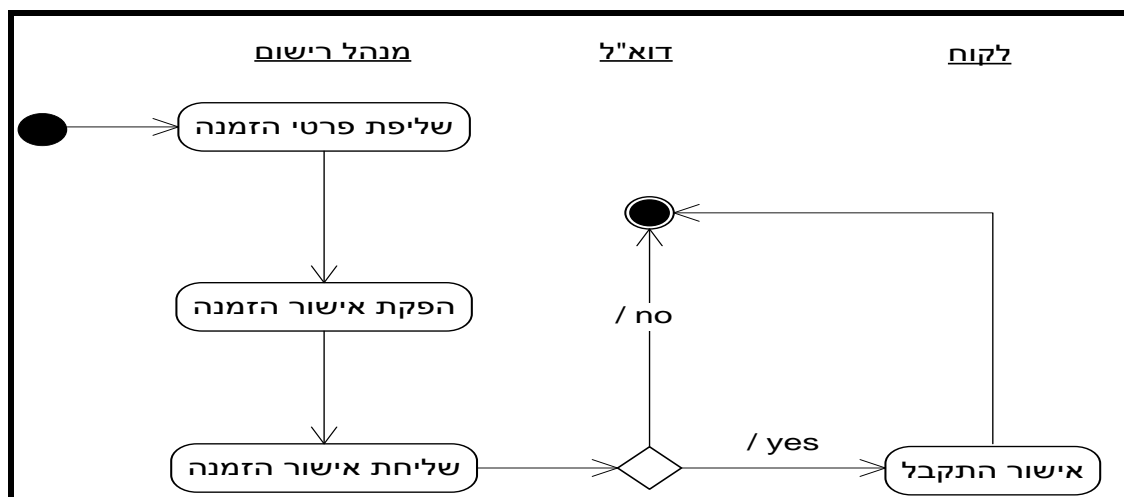 מנהל רישום
דוא"ל
לקוח
שליפת פרטי הזמנה
הפקת אישור הזמנה
/ no
שליחת אישור הזמנה
/ yes
אישור התקבל